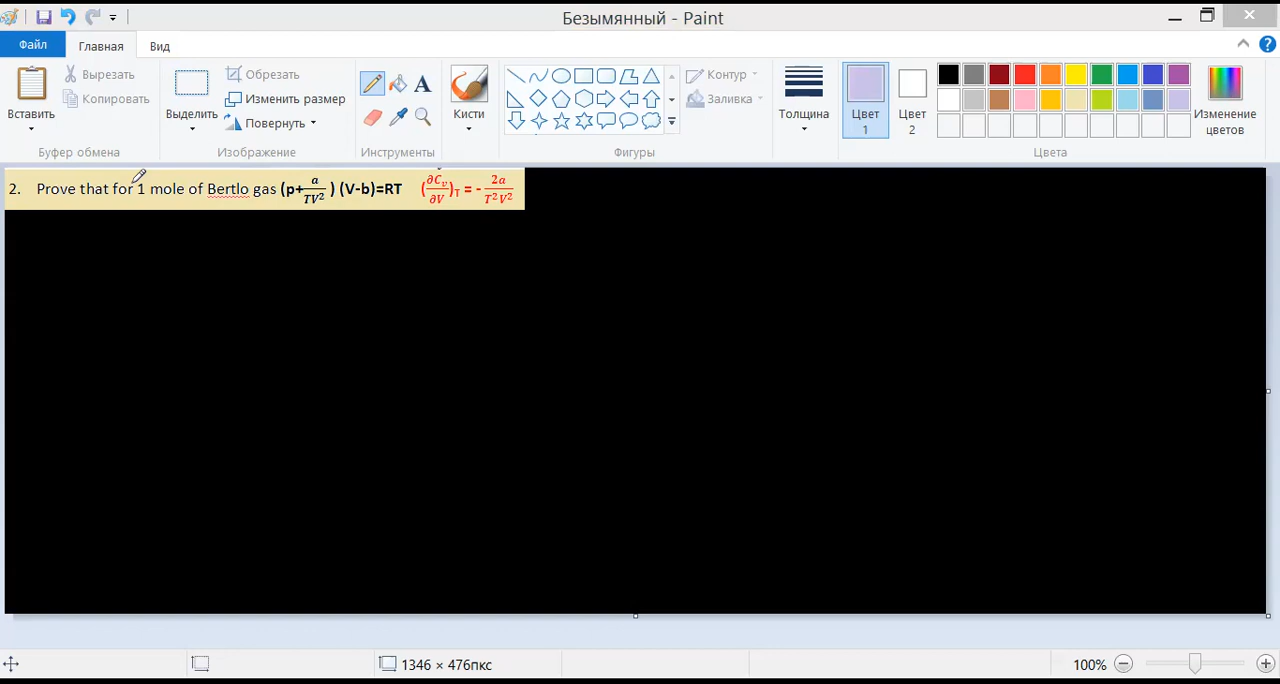 Безымянный - Paint
Файл Главная Вид
Вставить
Вырезать
Копировать
Буфер обмена
Выделить
Обрезать
Изменить размер
Повернуть
Изображение
A
Инструменты
Кисти
Фигуры
Контур
Заливка
Толщина
Цвет 1
Цвет 2
Изменение цветов
Цвета
2. Prove that for 1 mole of Bertlo gas (p+a/TV²) (V-b)=RT (∂Cᵥ/∂V)T = - 2a/T²V²
1346 × 476пкс
100%